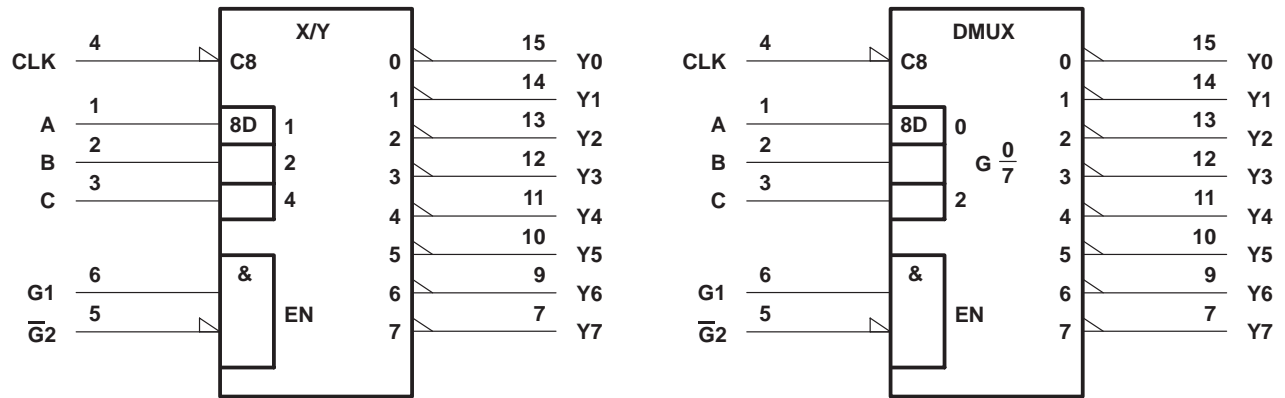 X/Y
CLK 4 C8 0 15 Y0
1 14 Y1
A 1 8D 1 2 13 Y2
B 2 2 3 12 Y3
C 3 4 4 11 Y4
5 10 Y5
G1 6 & EN 6 9 Y6
G̅2 5 7 7 Y7
DMUX
CLK 4 C8 0 15 Y0
1 14 Y1
A 1 8D 0 2 13 Y2
B 2 G 0/7 3 12 Y3
C 3 2 4 11 Y4
5 10 Y5
G1 6 & EN 6 9 Y6
G̅2 5 7 7 Y7